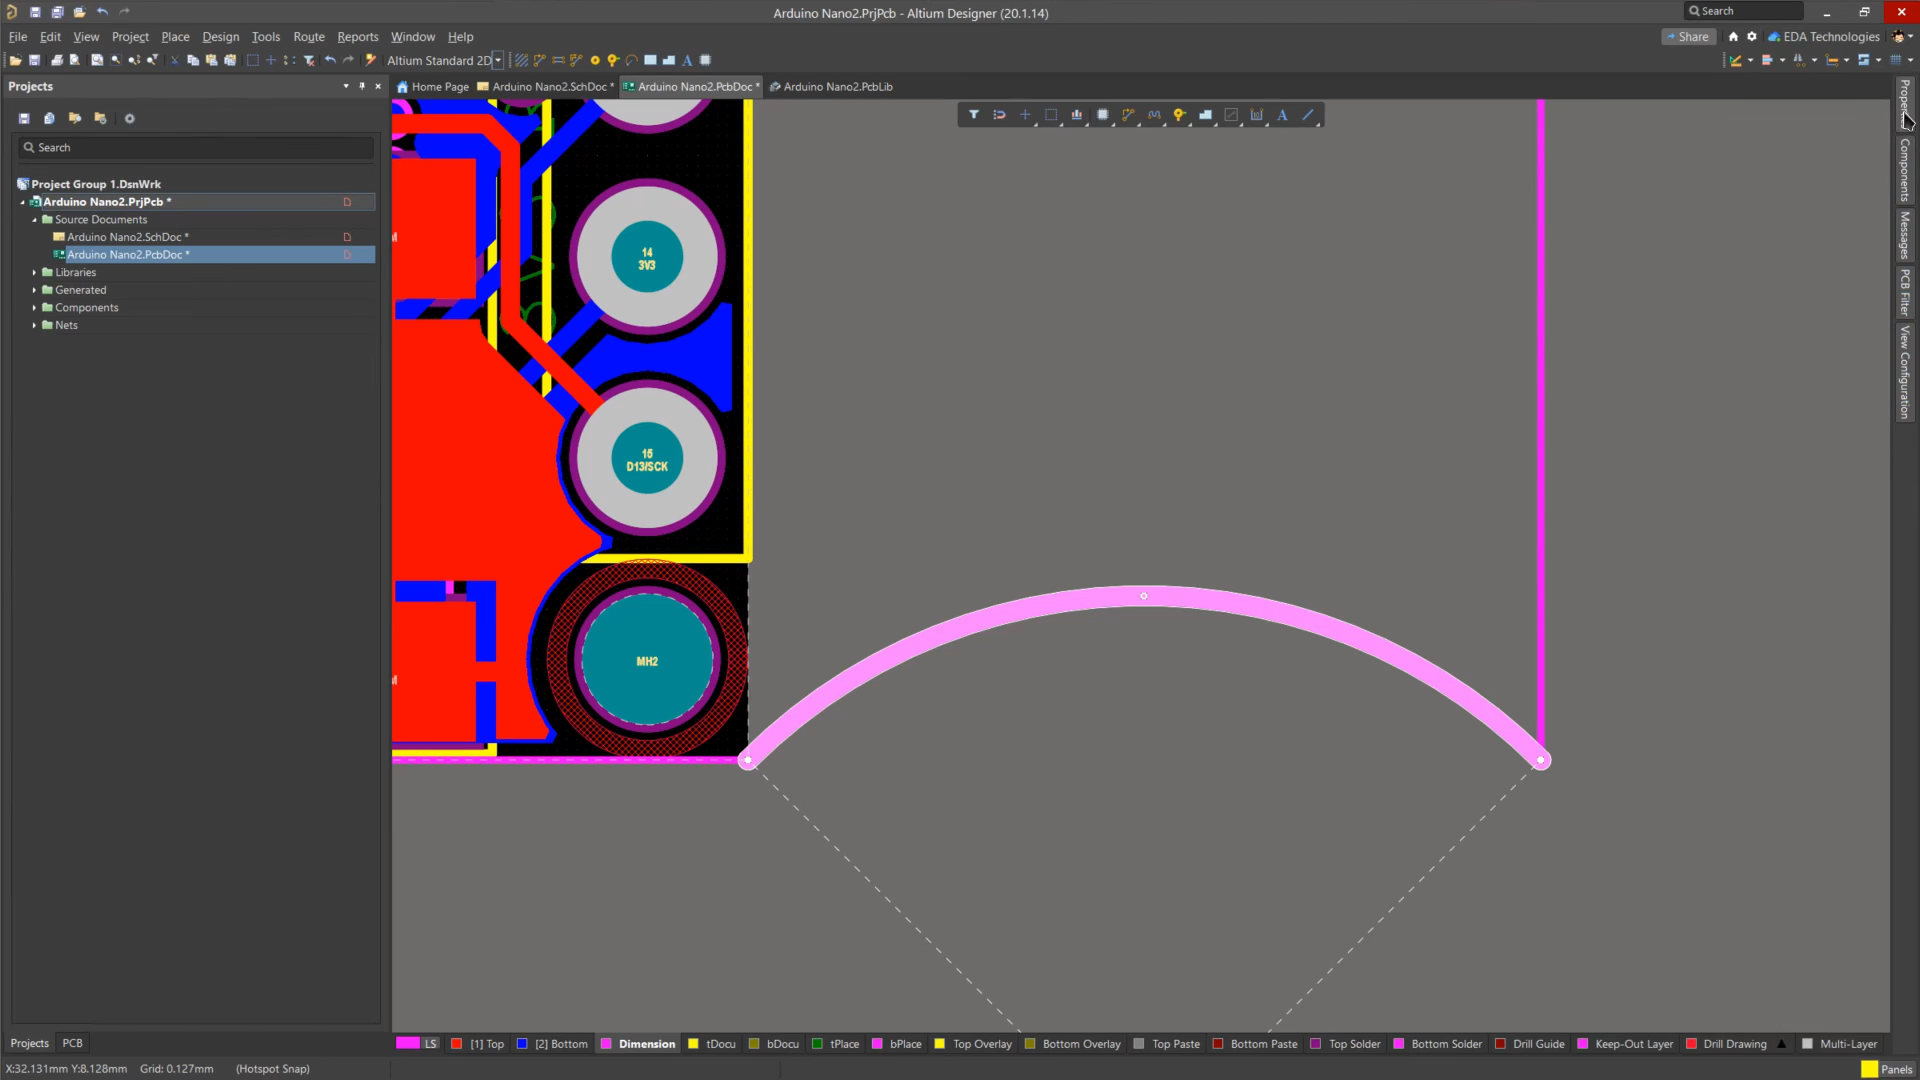 Arduino Nano2.PrjPcb - Altium Designer (20.1.14)
Search
File Edit View Project Place Design Tools Route Reports Window Help
Share
EDA Technologies
Altium Standard 2D
Projects
Home Page
Arduino Nano2.SchDoc *
Arduino Nano2.PcbDoc *
Arduino Nano2.PcbLib
Search
Project Group 1.DsnWrk
Arduino Nano2.PrjPcb *
Source Documents
Arduino Nano2.SchDoc *
Arduino Nano2.PcbDoc *
Libraries
Generated
Components
Nets
14
3V3
D13/SCK
MH2
Components
Messages
PCB Filter
View Configuration
Projects PCB
LS [1] Top [2] Bottom Dimension tDocu bDocu tPlace bPlace Top Overlay Bottom Overlay Top Paste Bottom Paste Top Solder Bottom Solder Drill Guide Keep-Out Layer Drill Drawing Multi-Layer
X:32.131mm Y:8.128mm Grid: 0.127mm (Hotspot Snap)
Panels